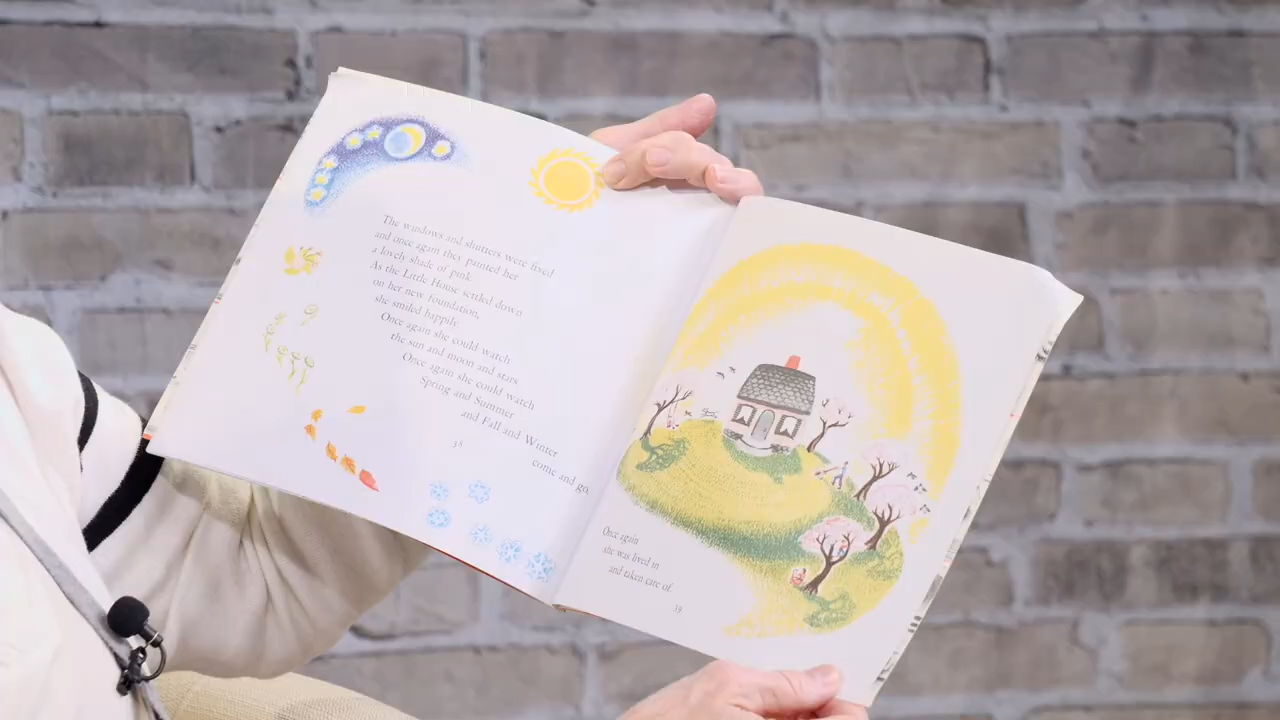 The windows and shutters were fixed
and once again they painted her
a lovely shade of pink.
As the Little House settled down
on her new foundation,
she smiled happily.
Once again she could watch
the sun and moon and stars.
Once again she could watch
Spring and Summer
and Fall and Winter
come and go.
38
Once again
she was lived in
and taken care of.
39